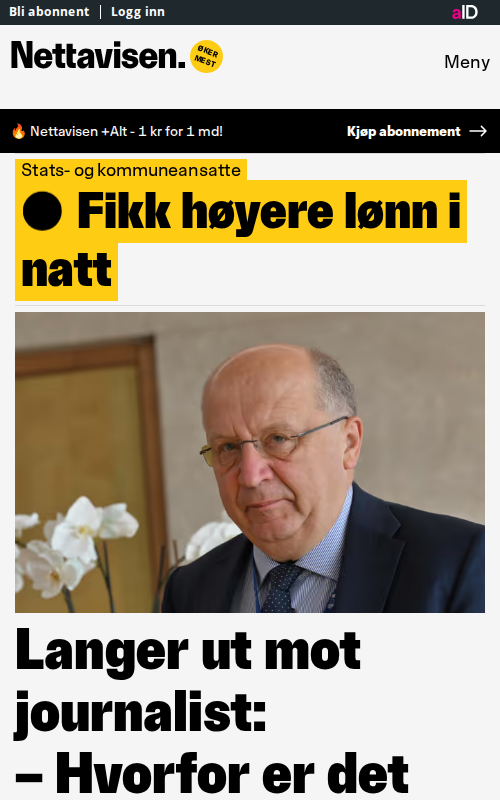 Bli abonnent
Logg inn
aID
Nettavisen.
ØKER
MEST
Meny
🔥 Nettavisen +Alt - 1 kr for 1 md!
Kjøp abonnement →
Stats- og kommuneansatte
Fikk høyere lønn i
natt
Langer ut mot
journalist:
– Hvorfor er det